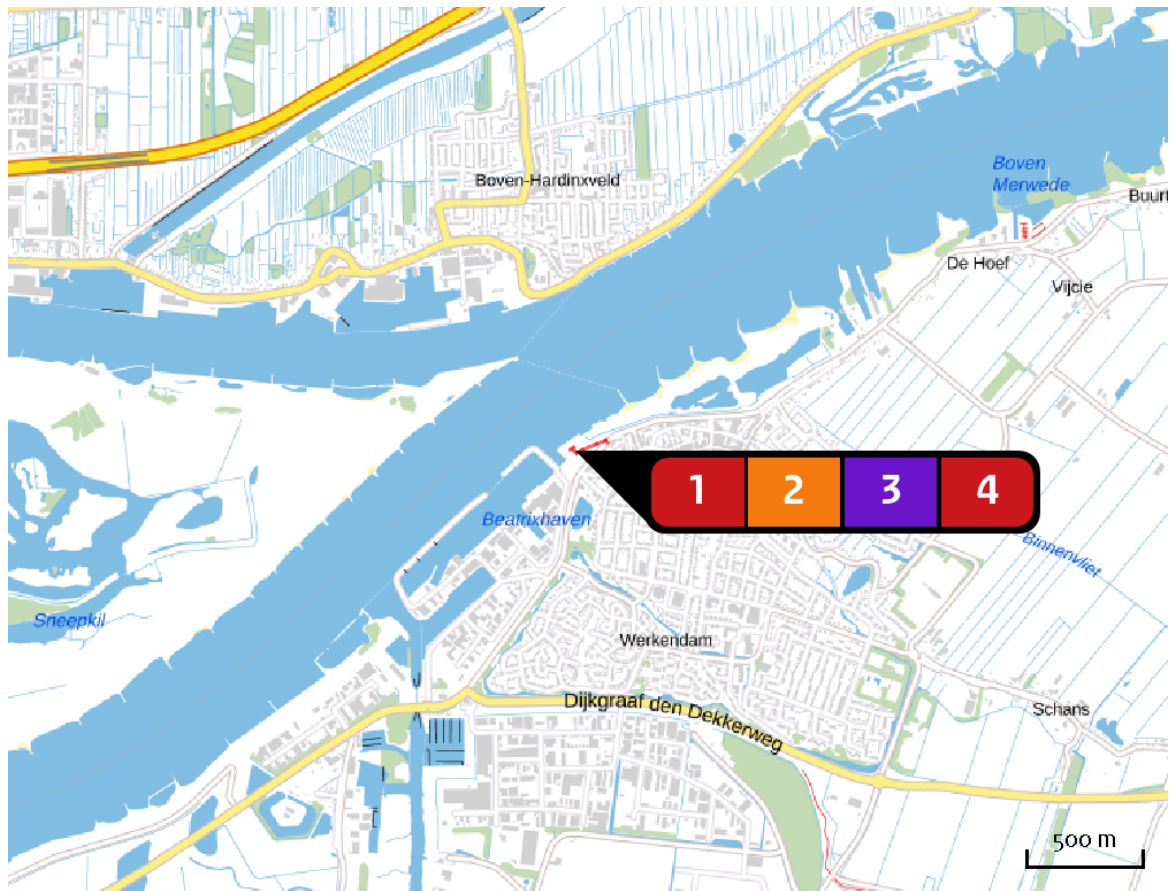 Boven-Hardinxveld
Boven
Merwede
Buurt
De Hoef
Vijcie
1 2 3 4
Beatrixhaven
Binnenvliet
Sneepkil
Werkendam
Dijkgraaf den Dekkerweg
Schans
500 m